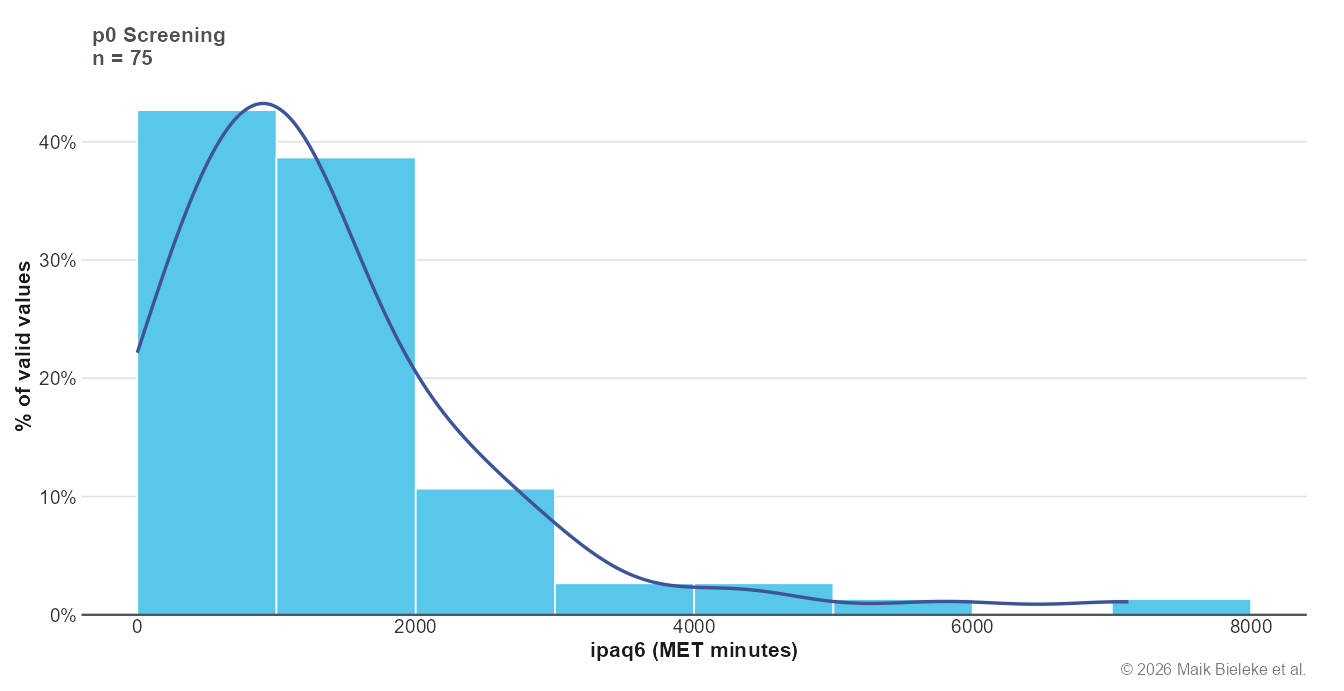 p0 Screening
n = 75
% of valid values
40%
30%
20%
10%
0%
0 2000 4000 6000 8000
ipaq6 (MET minutes)
© 2026 Maik Bieleke et al.